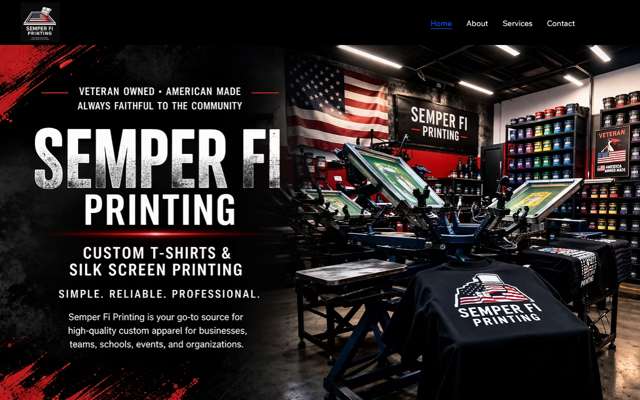 SEMPER FI
PRINTING
Home
About
Services
Contact
VETERAN OWNED • AMERICAN MADE
ALWAYS FAITHFUL TO THE COMMUNITY
SEMPER FI
PRINTING
CUSTOM T-SHIRTS &
SILK SCREEN PRINTING
SIMPLE. RELIABLE. PROFESSIONAL.
Semper Fi Printing is your go-to source for
high-quality custom apparel for businesses,
teams, schools, events, and organizations.
SEMPER FI
PRINTING
VETERAN
SEMPER FI
PRINTING